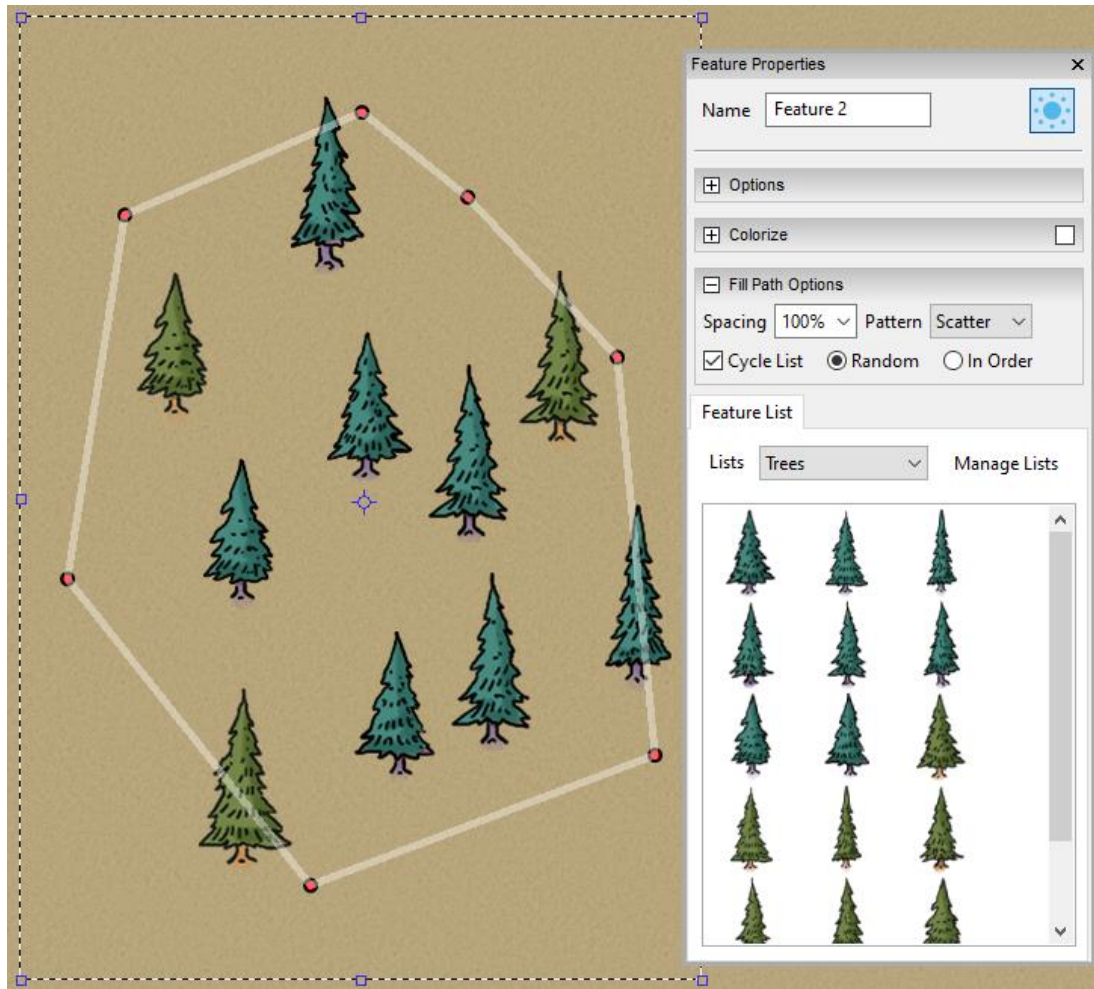 Feature Properties
Name Feature 2
Options
Colorize
Fill Path Options
Spacing 100% Pattern Scatter
Cycle List Random In Order
Feature List
Lists Trees Manage Lists